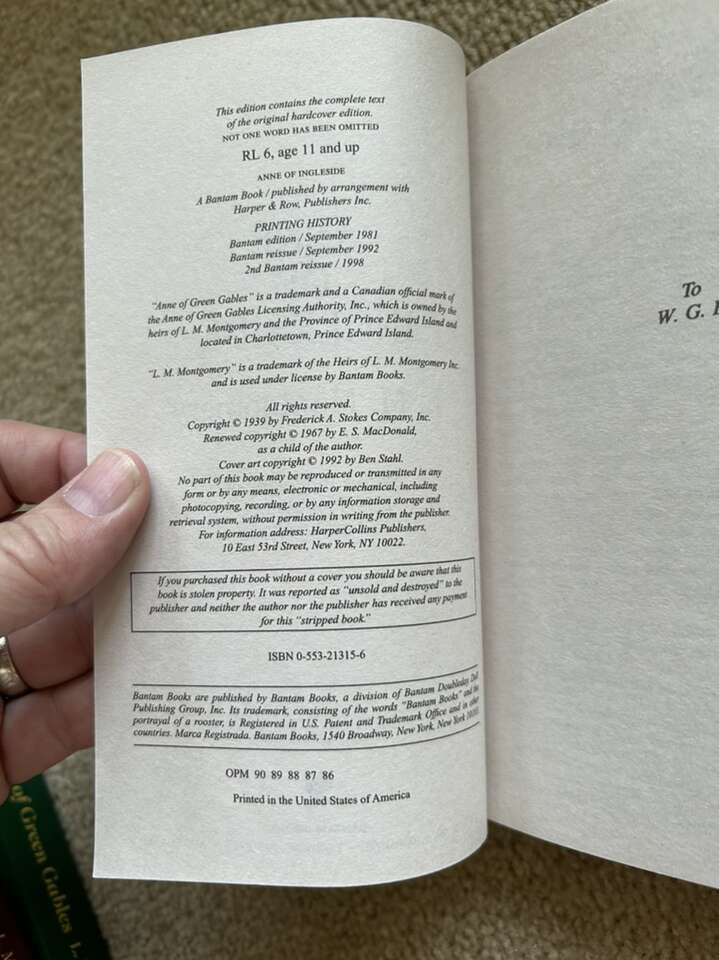 This edition contains the complete text
of the original hardcover edition.
NOT ONE WORD HAS BEEN OMITTED
RL 6, age 11 and up
ANNE OF INGLESIDE
A Bantam Book / published by arrangement with
Harper & Row, Publishers Inc.
PRINTING HISTORY
Bantam edition / September 1981
Bantam reissue / September 1992
2nd Bantam reissue / 1998
"Anne of Green Gables" is a trademark and a Canadian official mark of
the Anne of Green Gables Licensing Authority, Inc., which is owned by the
heirs of L. M. Montgomery and the Province of Prince Edward Island and
located in Charlottetown, Prince Edward Island.
"L. M. Montgomery" is a trademark of the Heirs of L. M. Montgomery Inc.
and is used under license by Bantam Books.
All rights reserved.
Copyright © 1939 by Frederick A. Stokes Company, Inc.
Renewed copyright © 1967 by E. S. MacDonald,
as a child of the author.
Cover art copyright © 1992 by Ben Stahl.
No part of this book may be reproduced or transmitted in any
form or by any means, electronic or mechanical, including
photocopying, recording, or by any information storage and
retrieval system, without permission in writing from the publisher.
For information address: HarperCollins Publishers,
10 East 53rd Street, New York, NY 10022.
If you purchased this book without a cover you should be aware that this
book is stolen property. It was reported as "unsold and destroyed" to the
publisher and neither the author nor the publisher has received any payment
for this "stripped book."
ISBN 0-553-21315-6
Bantam Books are published by Bantam Books, a division of Bantam Doubleday Dell
Publishing Group, Inc. Its trademark, consisting of the words "Bantam Books" and the
portrayal of a rooster, is Registered in U.S. Patent and Trademark Office and in other
countries. Marca Registrada. Bantam Books, 1540 Broadway, New York, New York
OPM 90 89 88 87 86
Printed in the United States of America
To
W. G.
of Green Gables L.